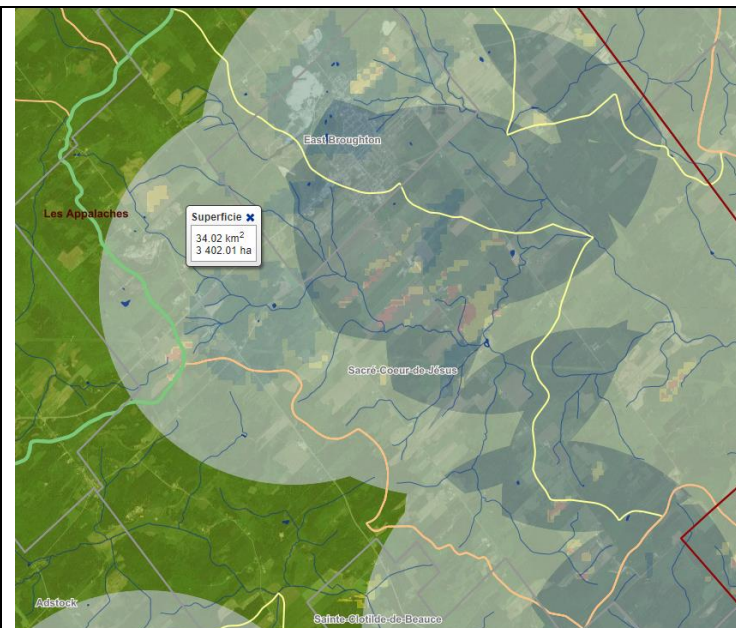 East Broughton
Les Appalaches
Superficie ✖
34.02 km²
3 402.01 ha
Sacré-Coeur-de-Jésus
Adstock
Sainte-Clotilde-de-Beauce